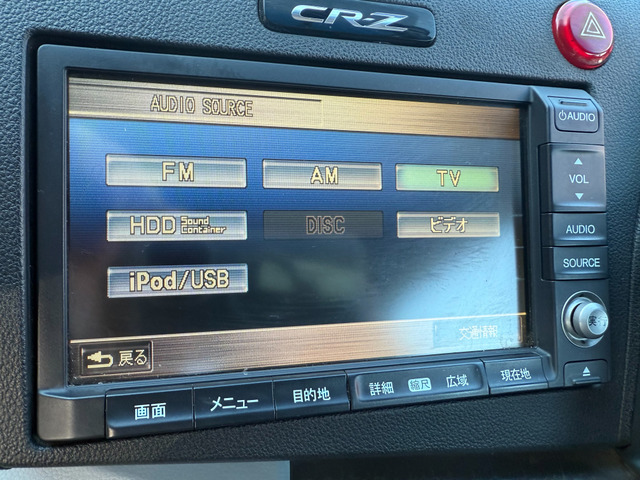 CR-Z
AUDIO SOURCE
FM
AM
TV
HDD Sound Container
DISC
ビデオ
iPod/USB
戻る
交通情報
AUDIO
VOL
AUDIO
SOURCE
実行
画面
メニュー
目的地
詳細 縮尺 広域
現在地